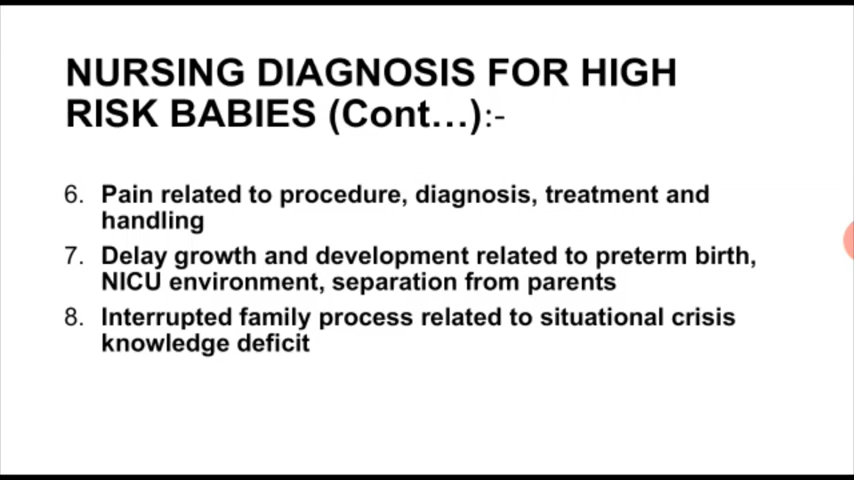 NURSING DIAGNOSIS FOR HIGH
RISK BABIES (Cont...):-
6. Pain related to procedure, diagnosis, treatment and
handling
7. Delay growth and development related to preterm birth,
NICU environment, separation from parents
8. Interrupted family process related to situational crisis
knowledge deficit